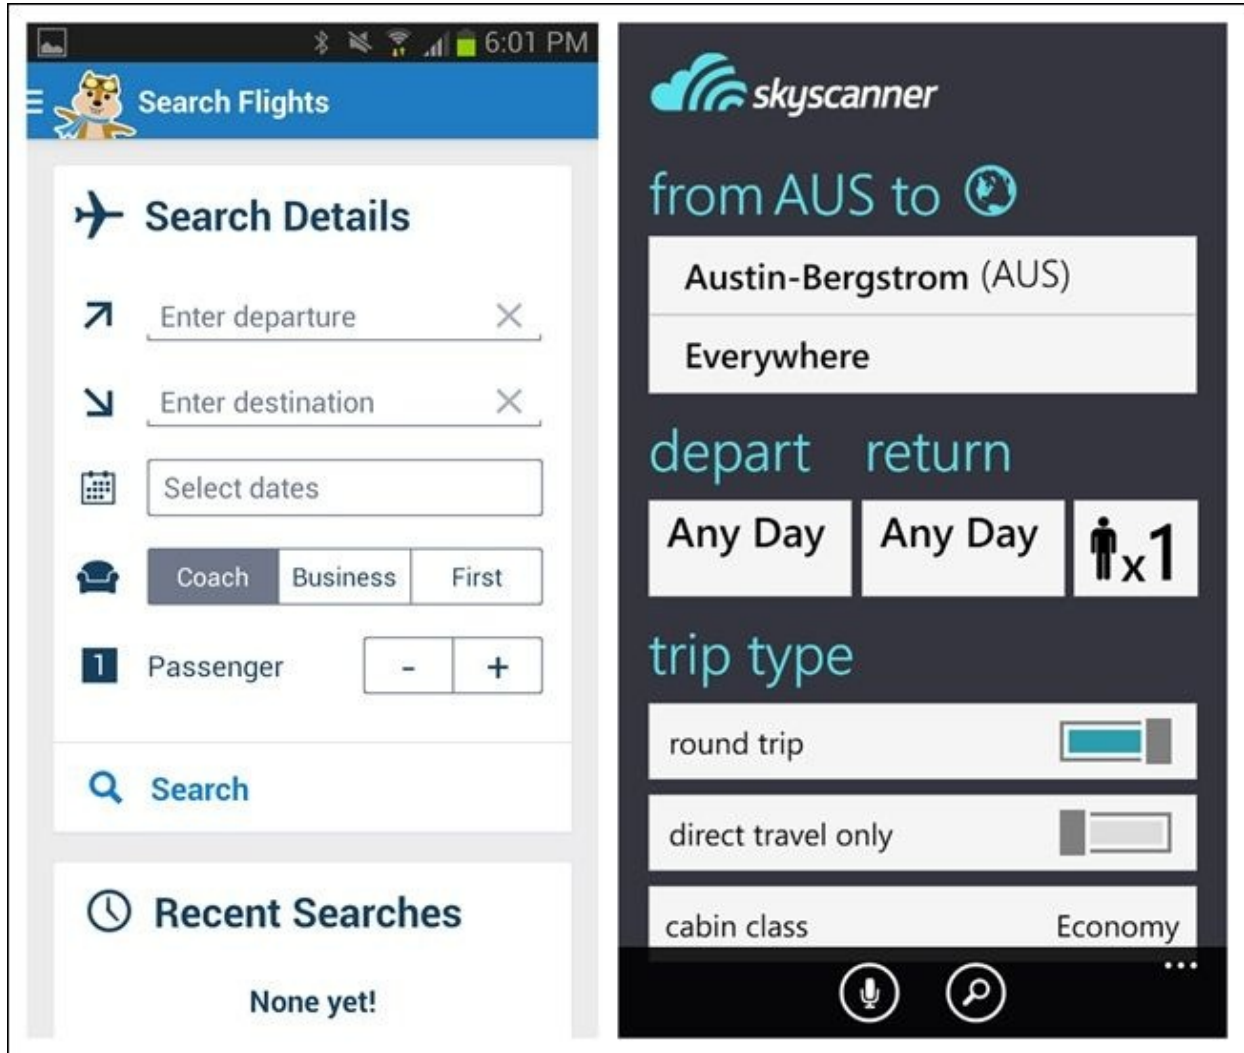 6:01 PM
Search Flights
Search Details
Enter departure
Enter destination
Select dates
Coach Business First
1 Passenger - +
Search
Recent Searches
None yet!
skyscanner
from AUS to
Austin-Bergstrom (AUS)
Everywhere
depart return
Any Day Any Day x1
trip type
round trip
direct travel only
cabin class Economy